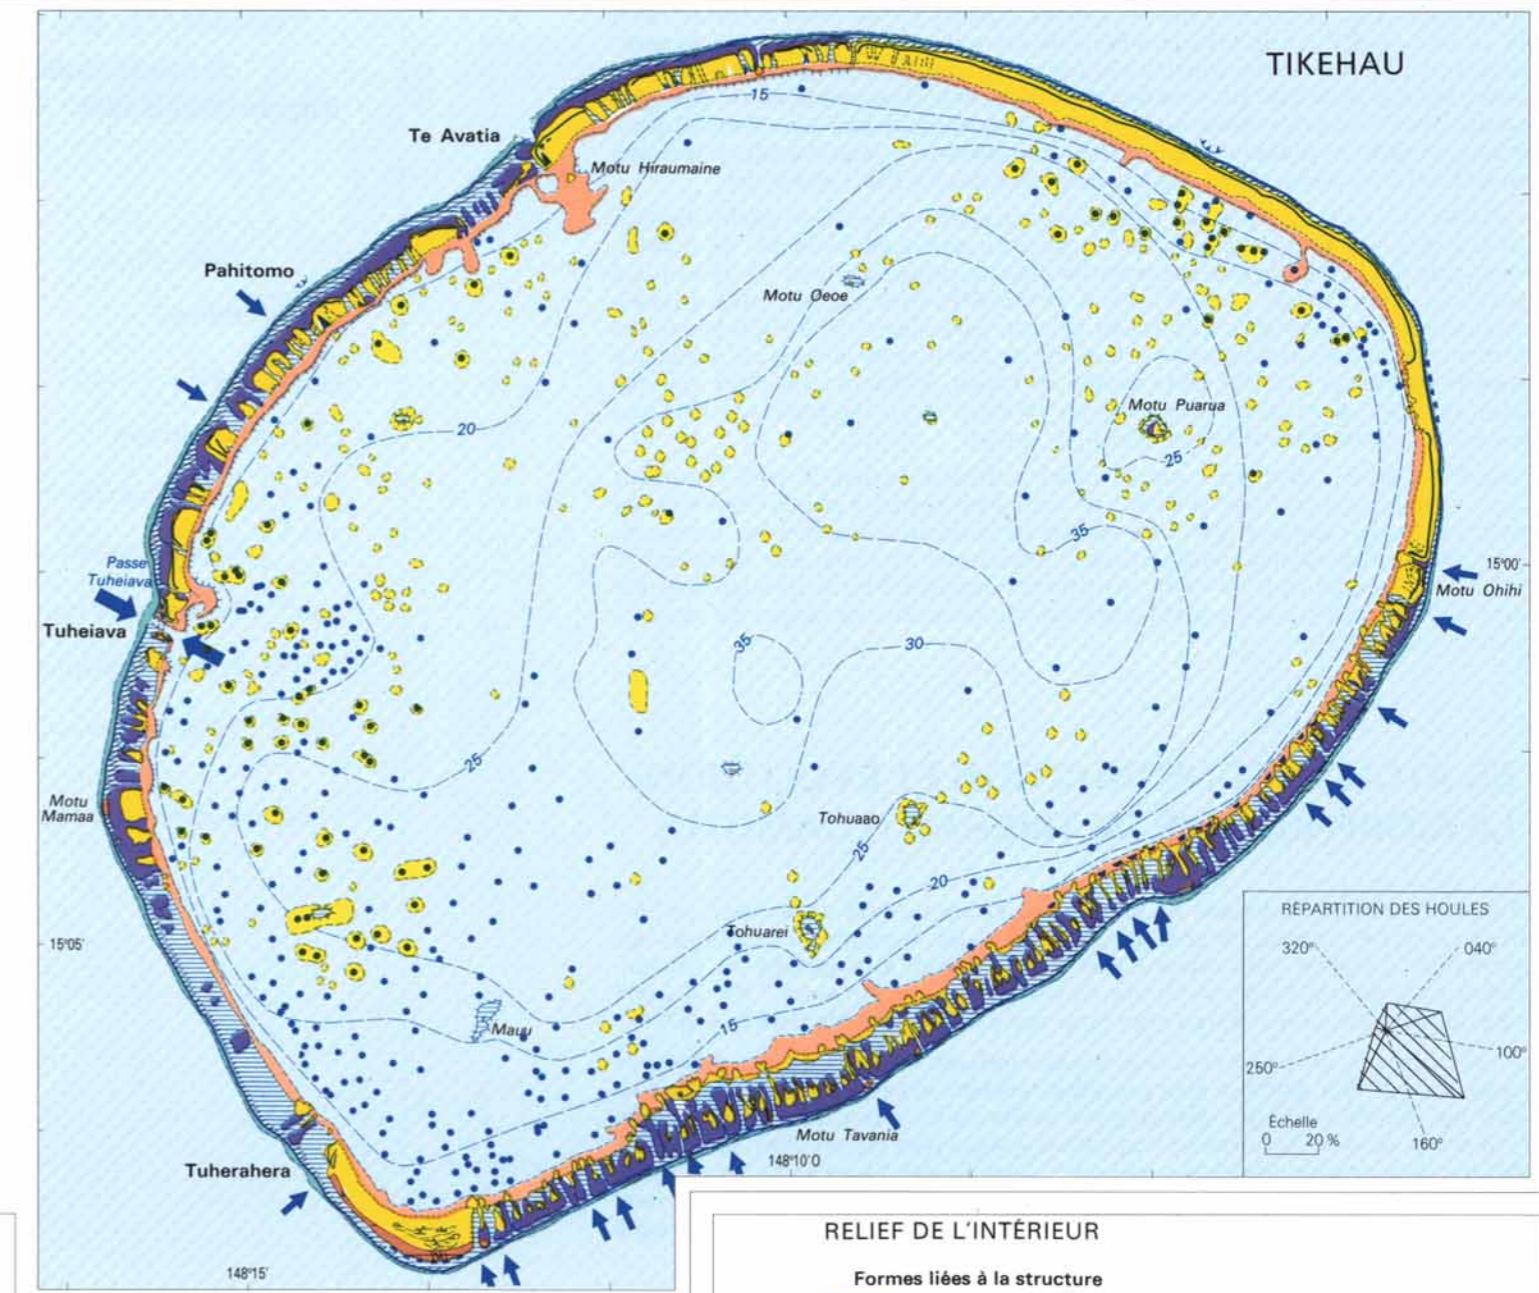 TIKEHAU
15
Te Avatia
Motu Hiraumaine
Pahitomo
Motu Oeoe
20
Motu Puarua
25
35
Passe
Tuheiava
15°00'
Motu Ohihi
Tuheiava
35
30
25
Motu
Mamaa
Tohuaao
25
20
RÉPARTITION DES HOULES
320°
040°
15°05'
Tohuarei
Mauu
15
250°
100°
Échelle
0 20 %
160°
Motu Tavania
Tuherahera
148°10'O
148°15'
RELIEF DE L'INTÉRIEUR
Formes liées à la structure